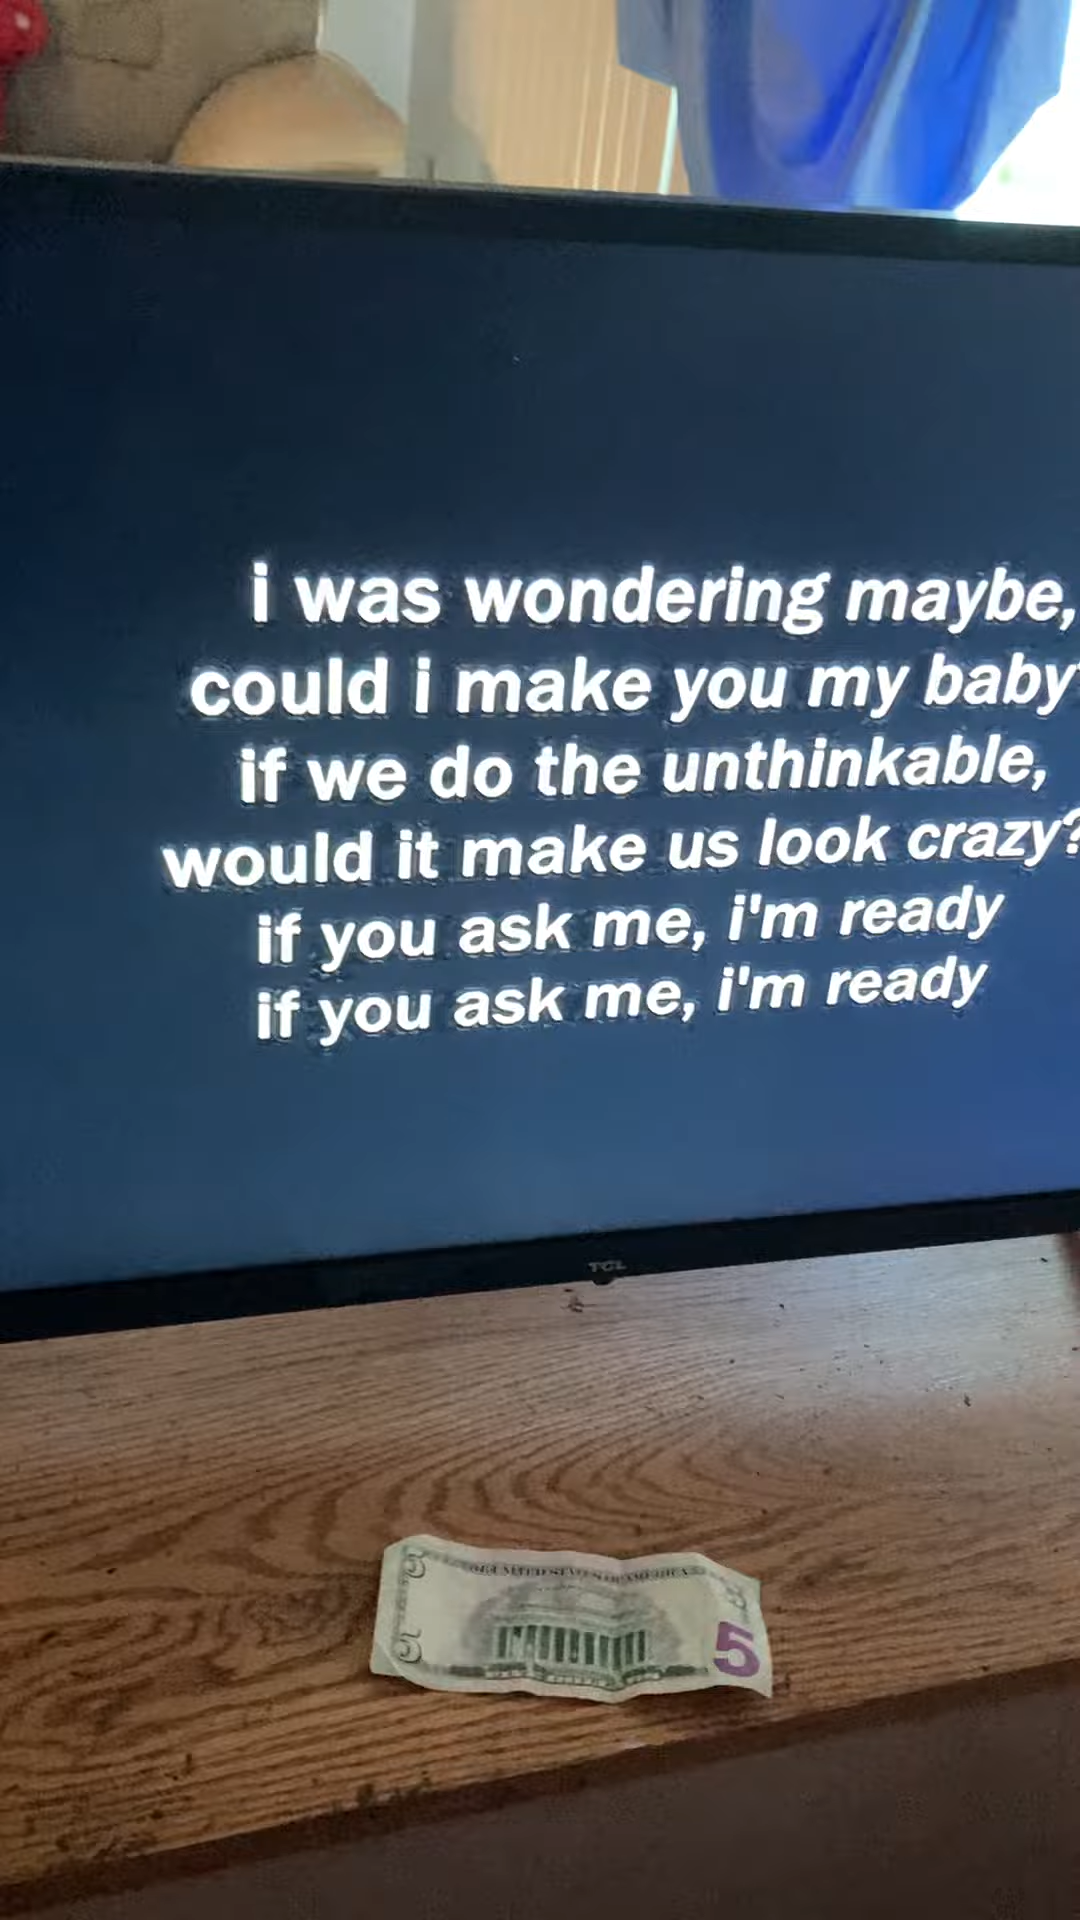 i was wondering maybe,
could i make you my baby
if we do the unthinkable,
would it make us look crazy?
if you ask me, i'm ready
if you ask me, i'm ready
TCL
5
5
5